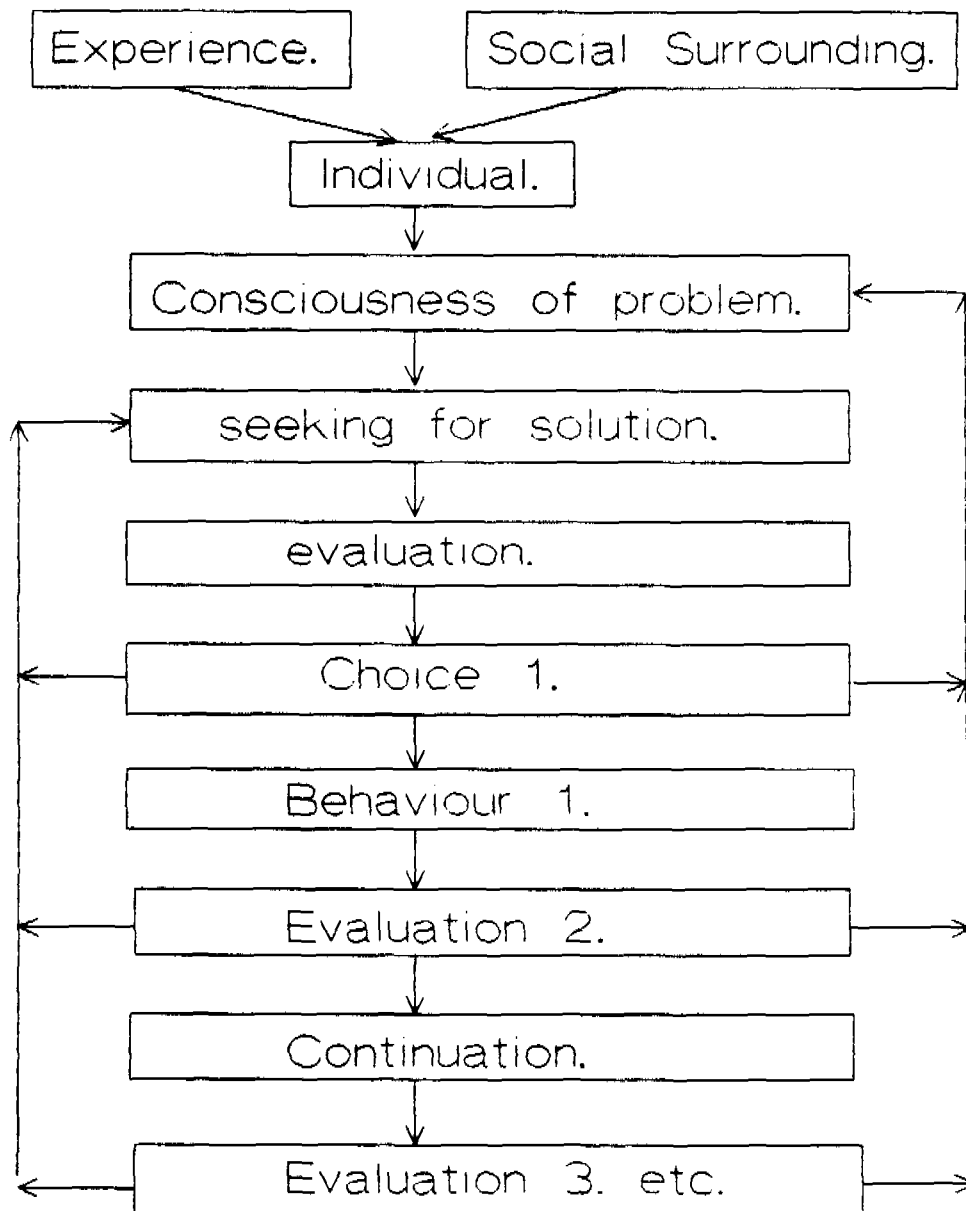 Experience.
Social Surrounding.
Individual.
Consciousness of problem.
seeking for solution.
evaluation.
Choice 1.
Behaviour 1.
Evaluation 2.
Continuation.
Evaluation 3. etc.